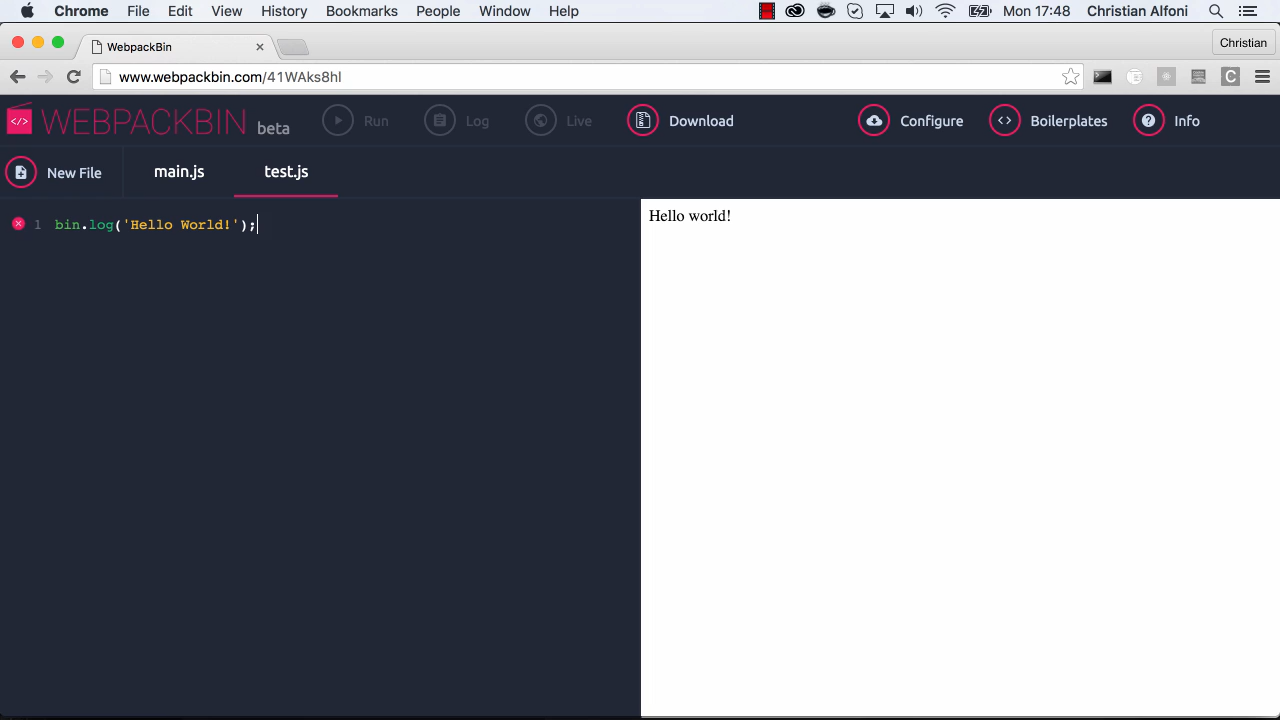 Chrome File Edit View History Bookmarks People Window Help Mon 17:48 Christian Alfoni
WebpackBin Christian
www.webpackbin.com/41WAks8hl
WEBPACKBIN beta Run Log Live Download Configure Boilerplates Info
New File main.js test.js
1 bin.log('Hello World!');
Hello world!